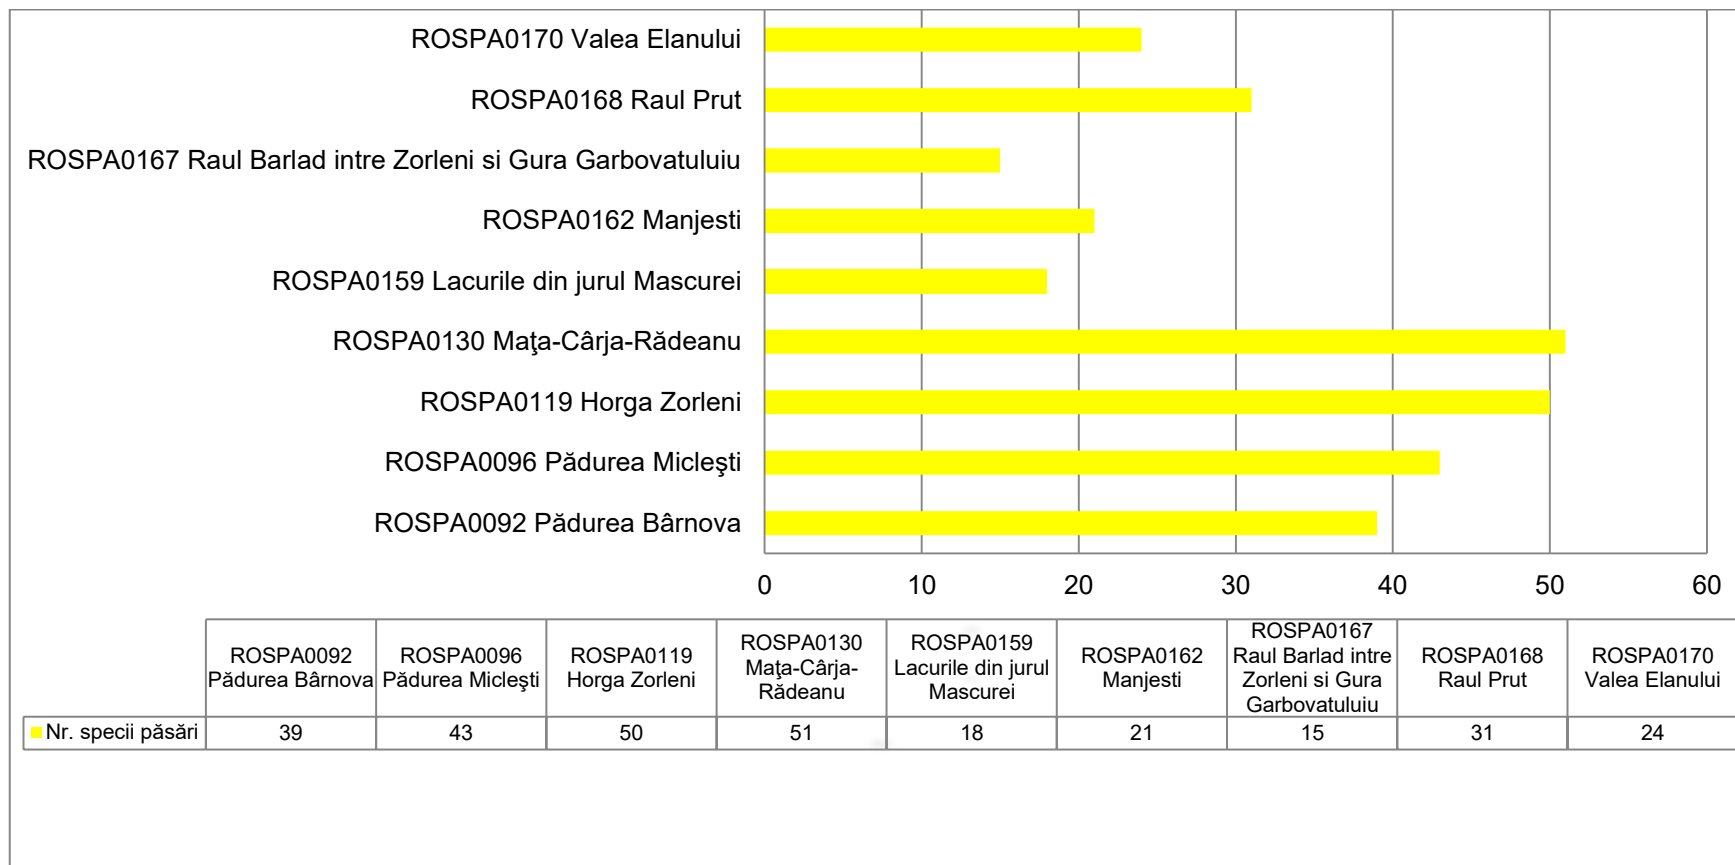 ROSPA0170 Valea Elanului
ROSPA0168 Raul Prut
ROSPA0167 Raul Barlad intre Zorleni si Gura Garbovatuluiu
ROSPA0162 Manjesti
ROSPA0159 Lacurile din jurul Mascurei
ROSPA0130 Maţa-Cârja-Rădeanu
ROSPA0119 Horga Zorleni
ROSPA0096 Pădurea Micleşti
ROSPA0092 Pădurea Bârnova
0 10 20 30 40 50 60
ROSPA0092
Pădurea Bârnova
ROSPA0096
Pădurea Micleşti
ROSPA0119
Horga Zorleni
ROSPA0130
Maţa-Cârja-
Rădeanu
ROSPA0159
Lacurile din jurul
Mascurei
ROSPA0162
Manjesti
ROSPA0167
Raul Barlad intre
Zorleni si Gura
Garbovatuluiu
ROSPA0168
Raul Prut
ROSPA0170
Valea Elanului
Nr. specii păsări 39 43 50 51 18 21 15 31 24